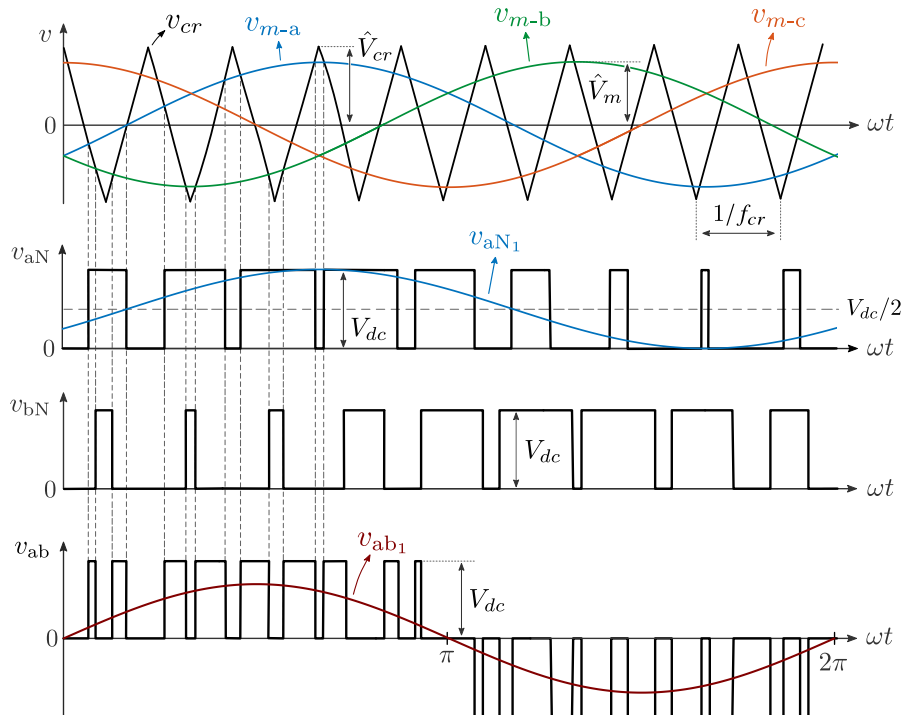 v
v_cr
v_m-a
V̂_cr
v_m-b
V̂_m
v_m-c
0
ωt
1/f_cr
v_aN
v_aN₁
V_dc
V_dc/2
0
ωt
v_bN
V_dc
0
ωt
v_ab
v_ab₁
V_dc
0
π
2π
ωt